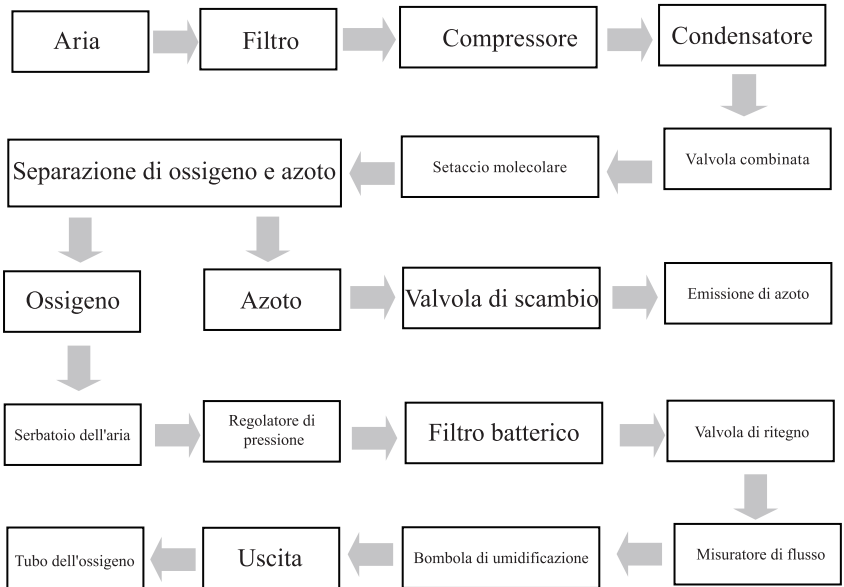 Aria
Filtro
Compressore
Condensatore
Valvola combinata
Setaccio molecolare
Separazione di ossigeno e azoto
Ossigeno
Azoto
Valvola di scambio
Emissione di azoto
Serbatoio dell'aria
Regolatore di
pressione
Filtro batterico
Valvola di ritegno
Misuratore di flusso
Bombola di umidificazione
Uscita
Tubo dell'ossigeno